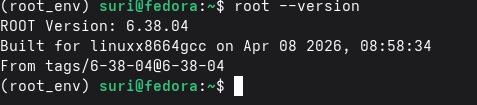 (root_env) suri@fedora:~$ root --version
ROOT Version: 6.38.04
Built for linuxx8664gcc on Apr 08 2026, 08:58:34
From tags/6-38-04@6-38-04
(root_env) suri@fedora:~$